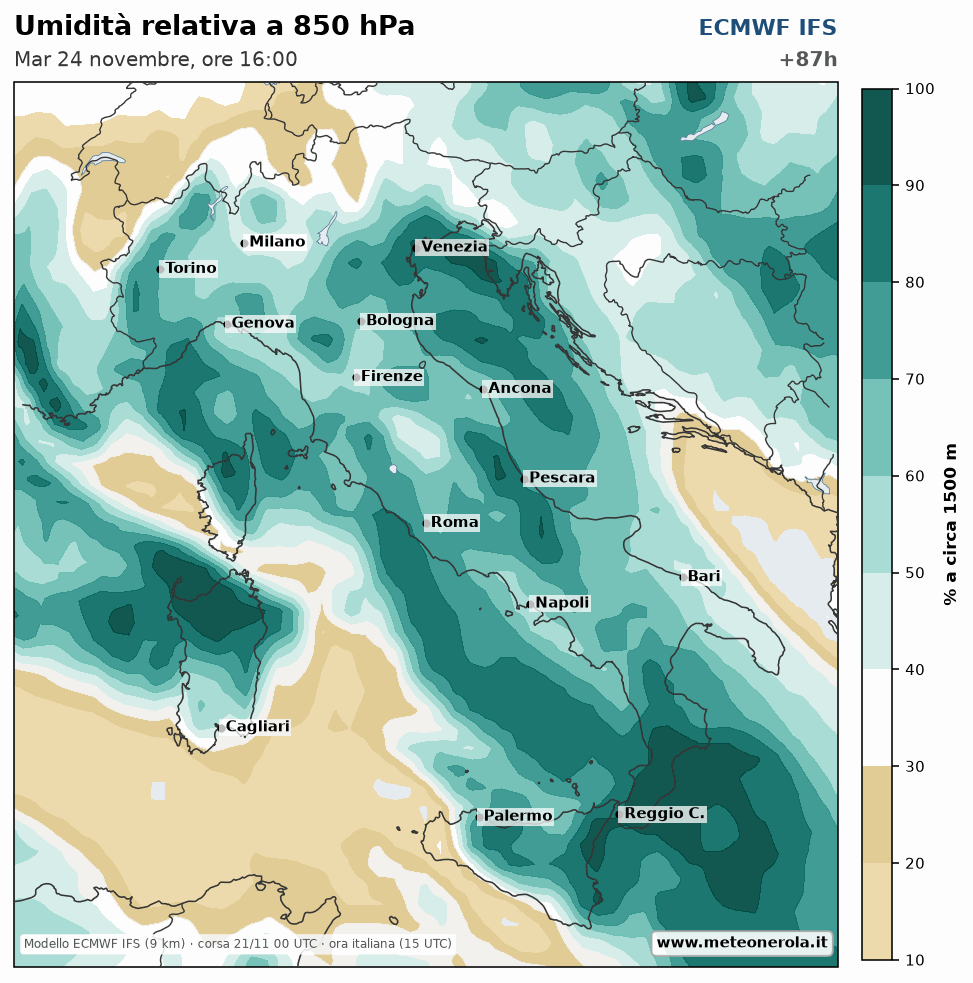 Umidità relativa a 850 hPa
ECMWF IFS
Mar 24 novembre, ore 16:00
+87h
100
90
80
70
60
50
40
30
20
10
% a circa 1500 m
Milano
Venezia
Torino
Genova
Bologna
Firenze
Ancona
Pescara
Roma
Bari
Napoli
Cagliari
Palermo
Reggio C.
Modello ECMWF IFS (9 km) · corsa 21/11 00 UTC · ora italiana (15 UTC)
www.meteonerola.it